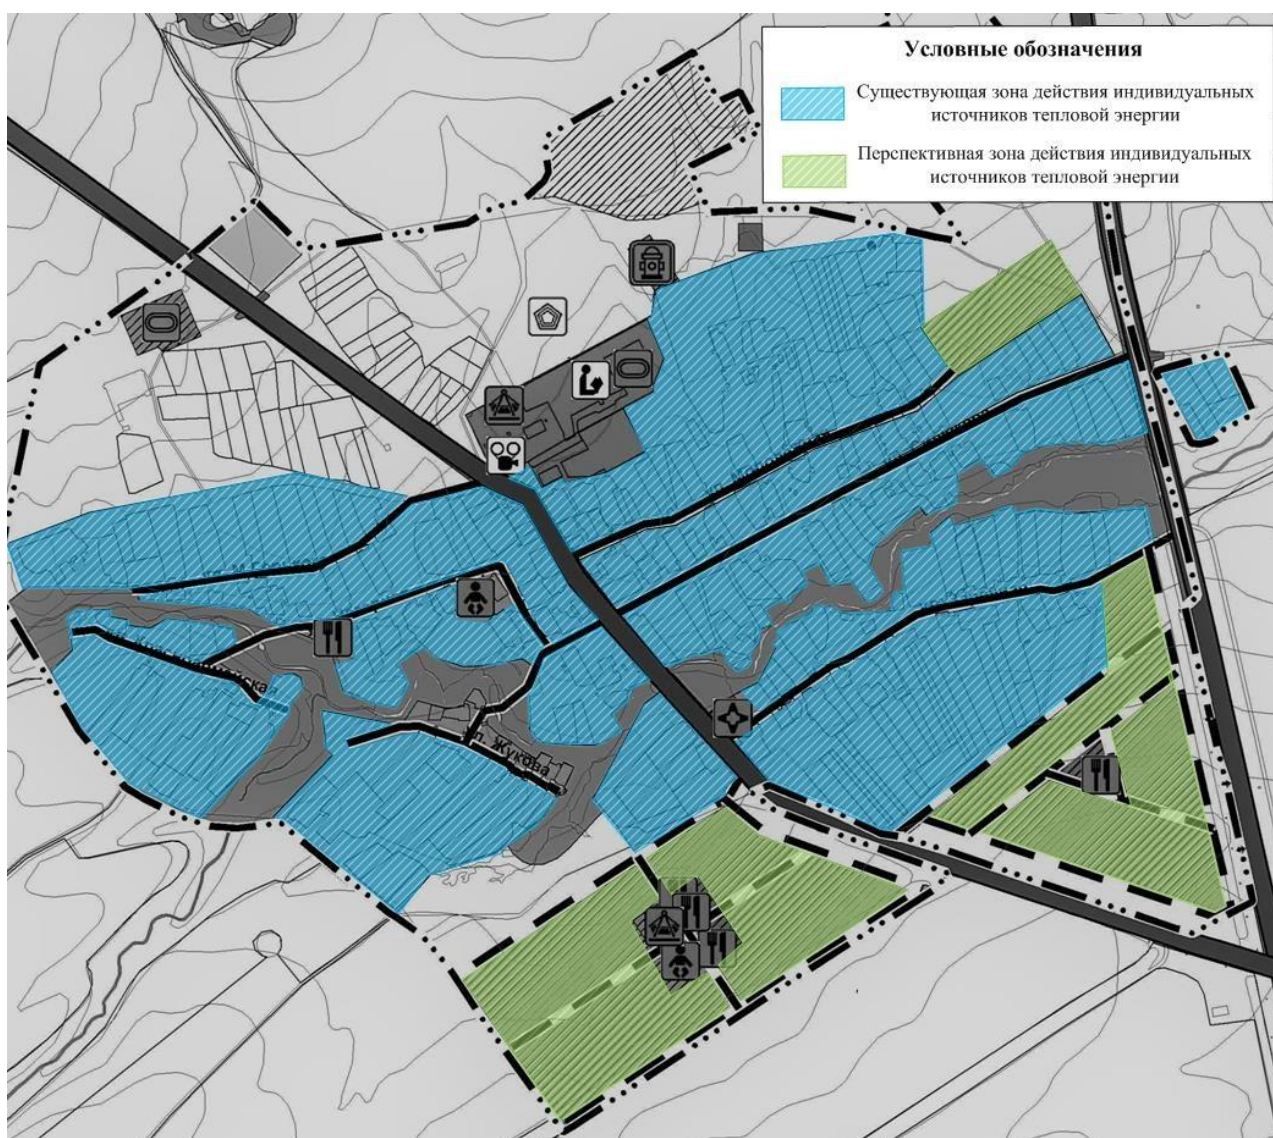 Условные обозначения
Существующая зона действия индивидуальных
источников тепловой энергии
Перспективная зона действия индивидуальных
источников тепловой энергии
ул. Жукова